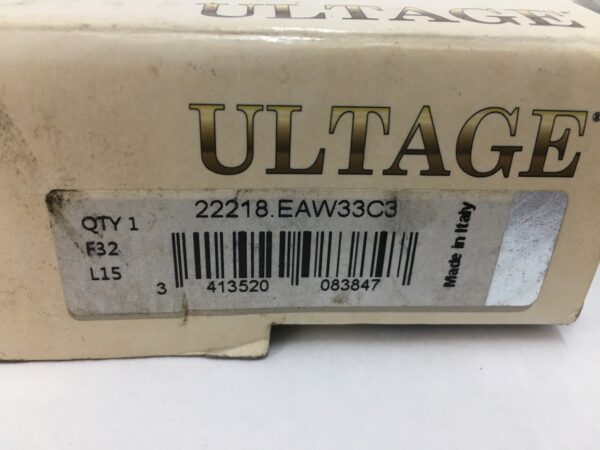 ULTAGE
ULTAGE®
QTY 1
F32
L15
22218.EAW33C3
3 413520 083847
Made in Italy